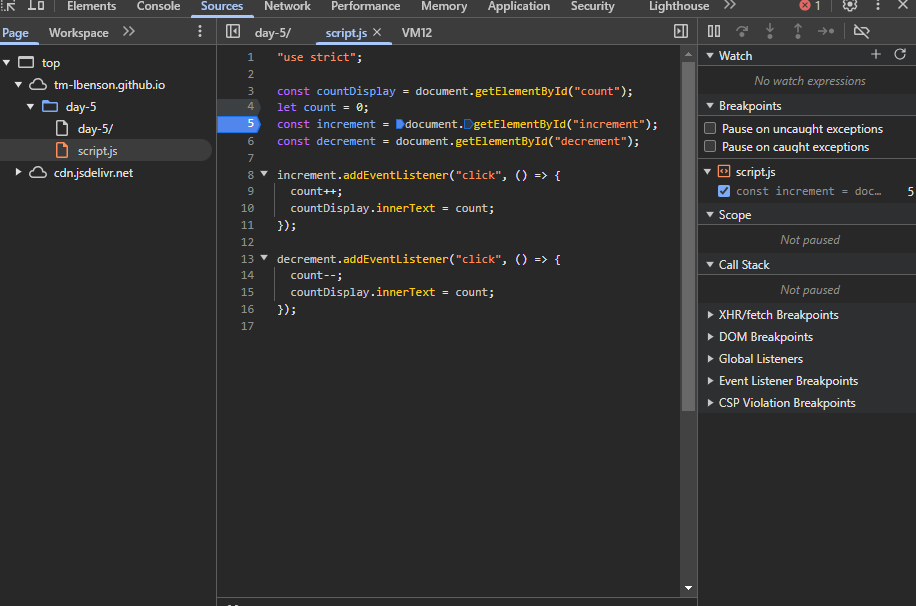 Elements Console Sources Network Performance Memory Application Security Lighthouse 1
Page Workspace
day-5/ script.js VM12
top
tm-lbenson.github.io
day-5
day-5/
script.js
cdn.jsdelivr.net
1 "use strict";
2
3 const countDisplay = document.getElementById("count");
4 let count = 0;
5 const increment = document.getElementById("increment");
6 const decrement = document.getElementById("decrement");
7
8 increment.addEventListener("click", () => {
9 count++;
10 countDisplay.innerText = count;
11 });
12
13 decrement.addEventListener("click", () => {
14 count--;
15 countDisplay.innerText = count;
16 });
17
Watch
No watch expressions
Breakpoints
Pause on uncaught exceptions
Pause on caught exceptions
script.js
const increment = doc… 5
Scope
Not paused
Call Stack
Not paused
XHR/fetch Breakpoints
DOM Breakpoints
Global Listeners
Event Listener Breakpoints
CSP Violation Breakpoints